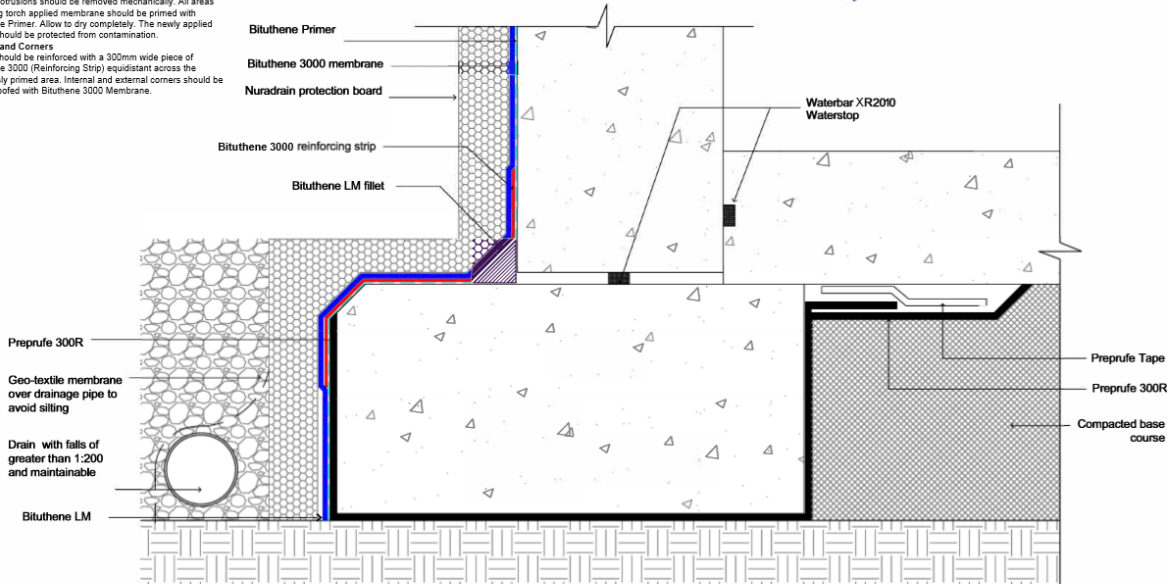 otrusions should be removed mechanically. All areas
g torch applied membrane should be primed with
e Primer. Allow to dry completely. The newly applied
hould be protected from contamination.
and Corners
hould be reinforced with a 300mm wide piece of
e 3000 (Reinforcing Strip) equidistant across the
sly primed area. Internal and external corners should be
oofed with Bituthene 3000 Membrane.
Bituthene Primer
Bituthene 3000 membrane
Nuradrain protection board
Bituthene 3000 reinforcing strip
Bituthene LM fillet
Waterbar XR2010
Waterstop
Preprufe 300R
Geo-textile membrane
over drainage pipe to
avoid silting
Drain with falls of
greater than 1:200
and maintainable
Bituthene LM
Preprufe Tape
Preprufe 300R
Compacted base
course